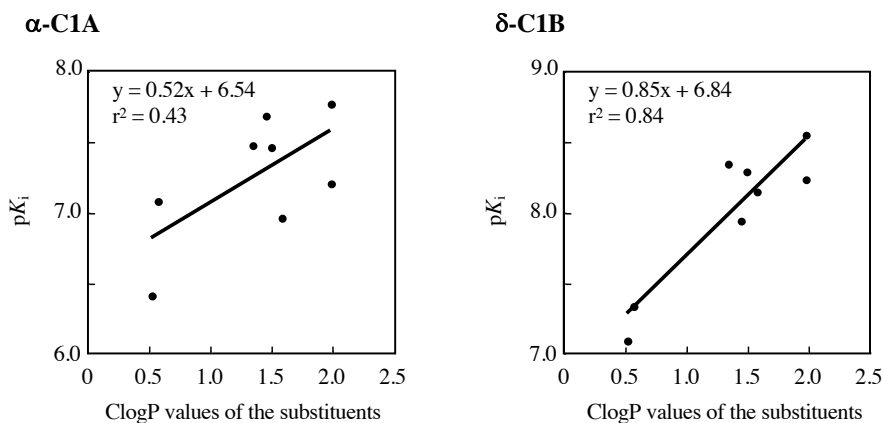 α-C1A
8.0
y = 0.52x + 6.54
r² = 0.43
7.0
pKᵢ
6.0
0 0.5 1.0 1.5 2.0 2.5
ClogP values of the substituents
δ-C1B
9.0
y = 0.85x + 6.84
r² = 0.84
8.0
pKᵢ
7.0
0 0.5 1.0 1.5 2.0 2.5
ClogP values of the substituents